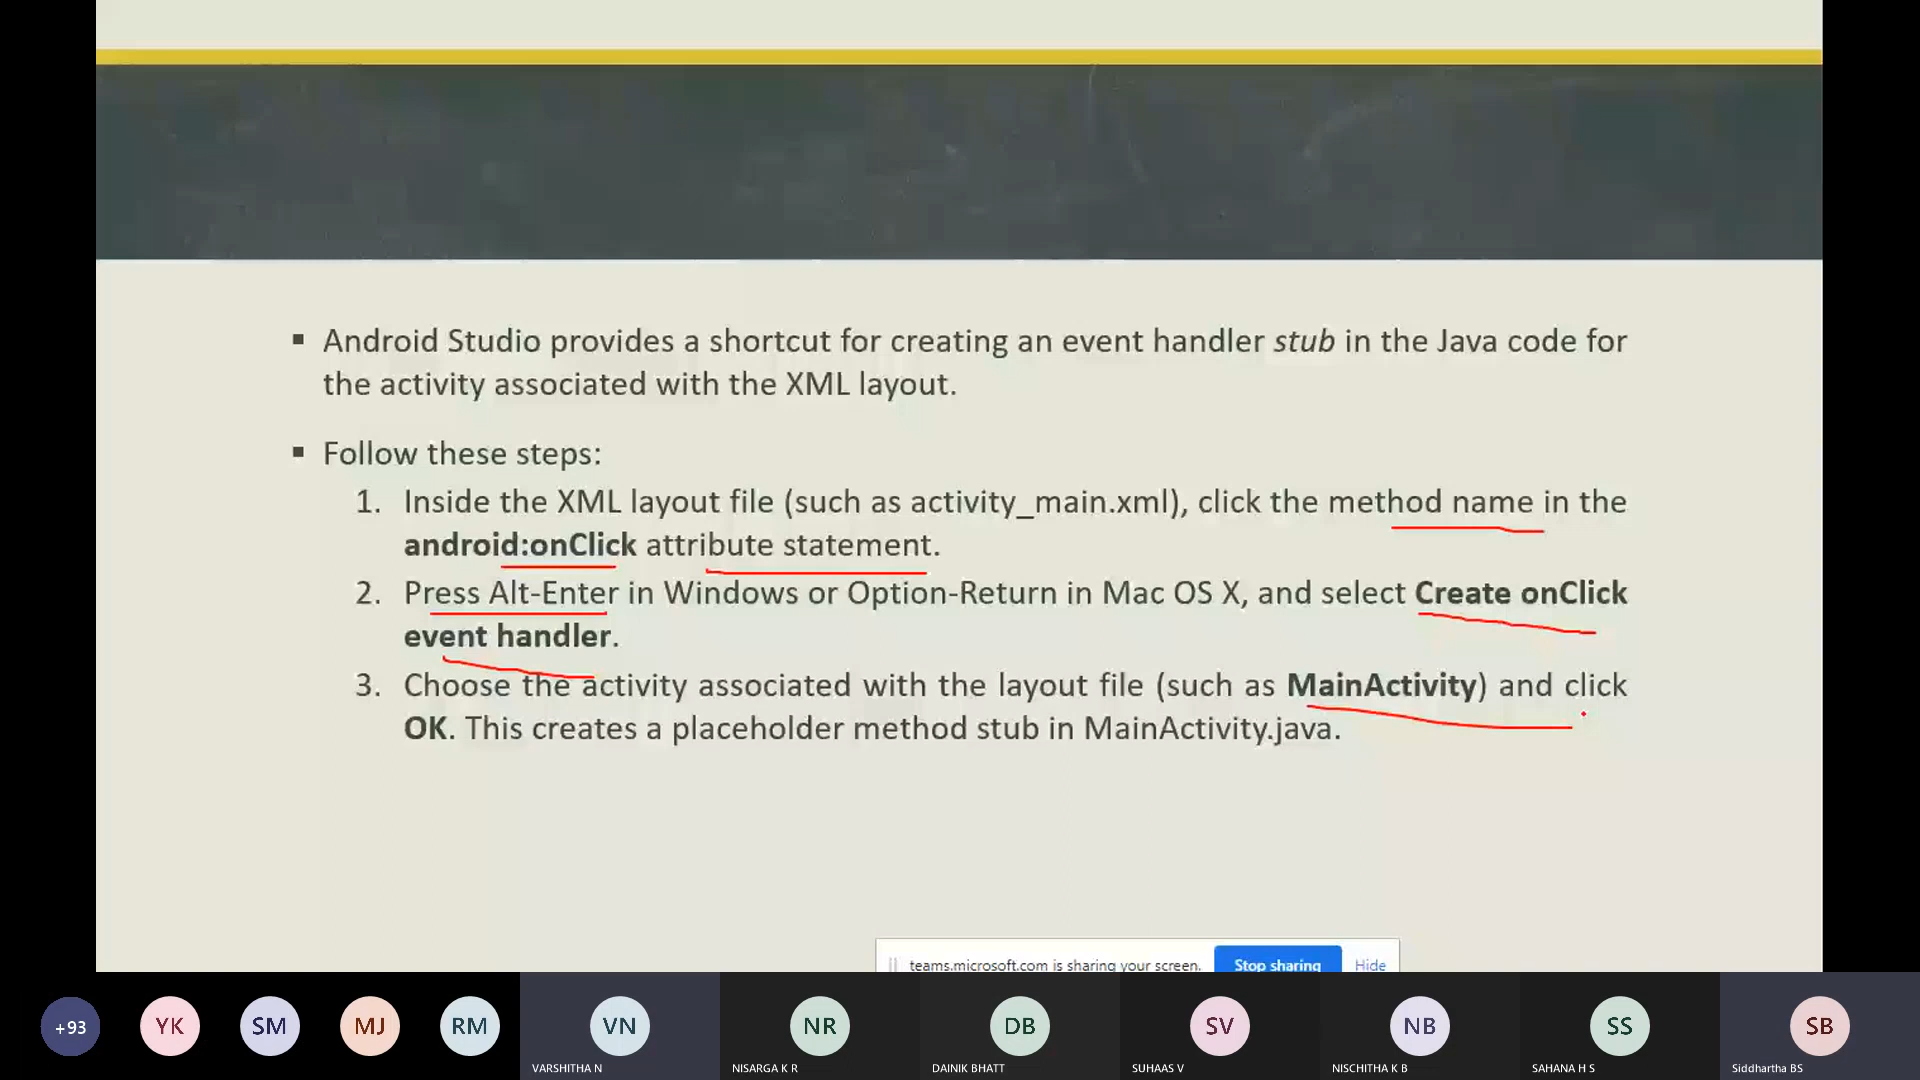 ▪ Android Studio provides a shortcut for creating an event handler stub in the Java code for
the activity associated with the XML layout.
▪ Follow these steps:
1. Inside the XML layout file (such as activity_main.xml), click the method name in the
android:onClick attribute statement.
2. Press Alt-Enter in Windows or Option-Return in Mac OS X, and select Create onClick
event handler.
3. Choose the activity associated with the layout file (such as MainActivity) and click
OK. This creates a placeholder method stub in MainActivity.java.
teams.microsoft.com is sharing your screen. Stop sharing Hide
+93 YK SM MJ RM VN NR DB SV NB SS SB
VARSHITHA N NISARGA K R DAINIK BHATT SUHAAS V NISCHITHA K B SAHANA H S Siddhartha BS